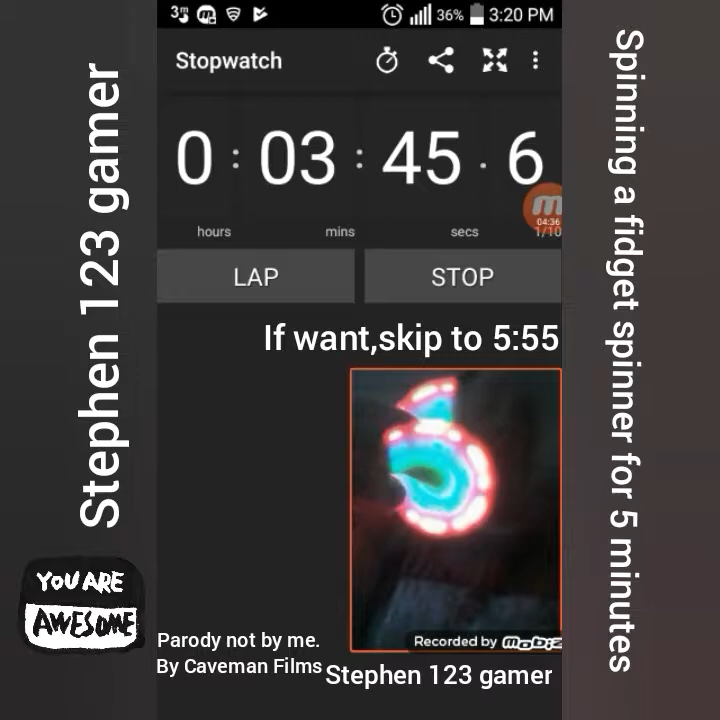 3m 36% 3:20 PM
Stopwatch
0 : 03 : 45 . 6
04:36
hours mins secs 1/10
LAP STOP
If want,skip to 5:55
Recorded by
Parody not by me.
By Caveman Films
Stephen 123 gamer
Stephen 123 gamer
YOU ARE
AWESOME
Spinning a fidget spinner for 5 minutes